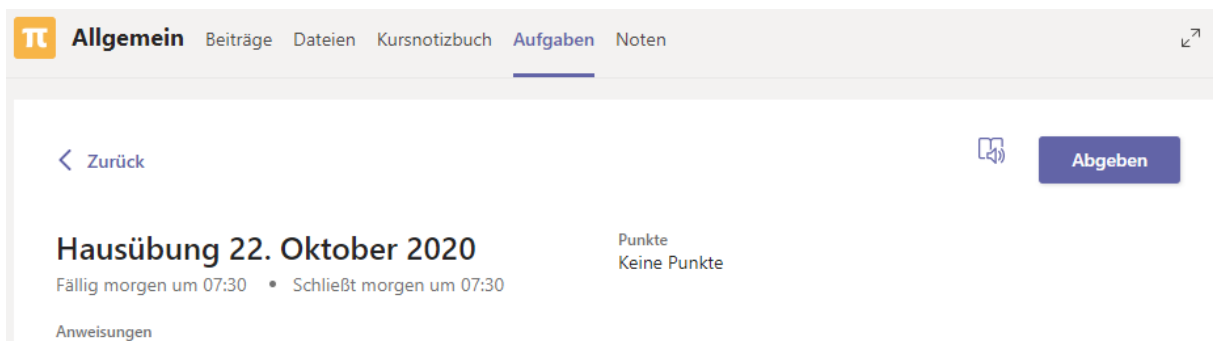 π Allgemein Beiträge Dateien Kursnotizbuch Aufgaben Noten
Zurück
Abgeben
Hausübung 22. Oktober 2020
Fällig morgen um 07:30 • Schließt morgen um 07:30
Punkte
Keine Punkte
Anweisungen